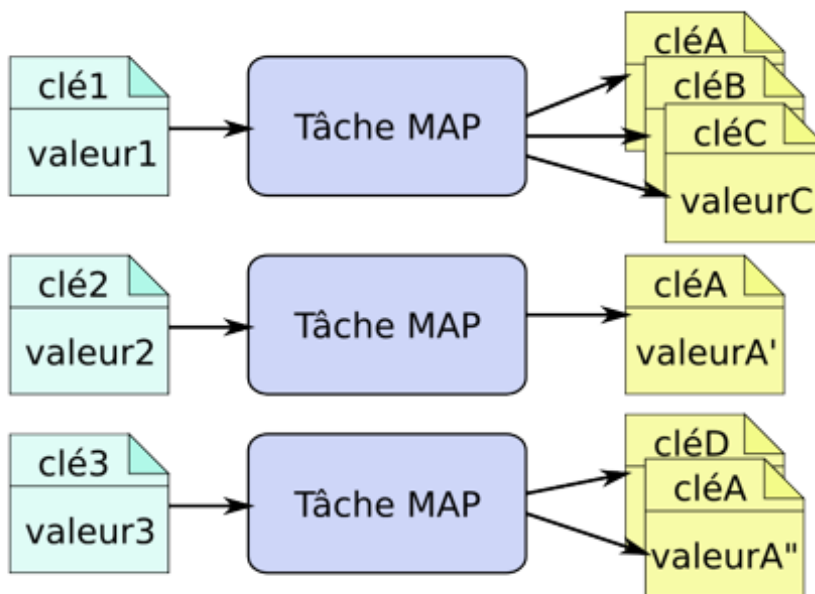 clé1
valeur1
Tâche MAP
cléA
cléB
cléC
valeurC
clé2
valeur2
Tâche MAP
cléA
valeurA'
clé3
valeur3
Tâche MAP
cléD
cléA
valeurA"